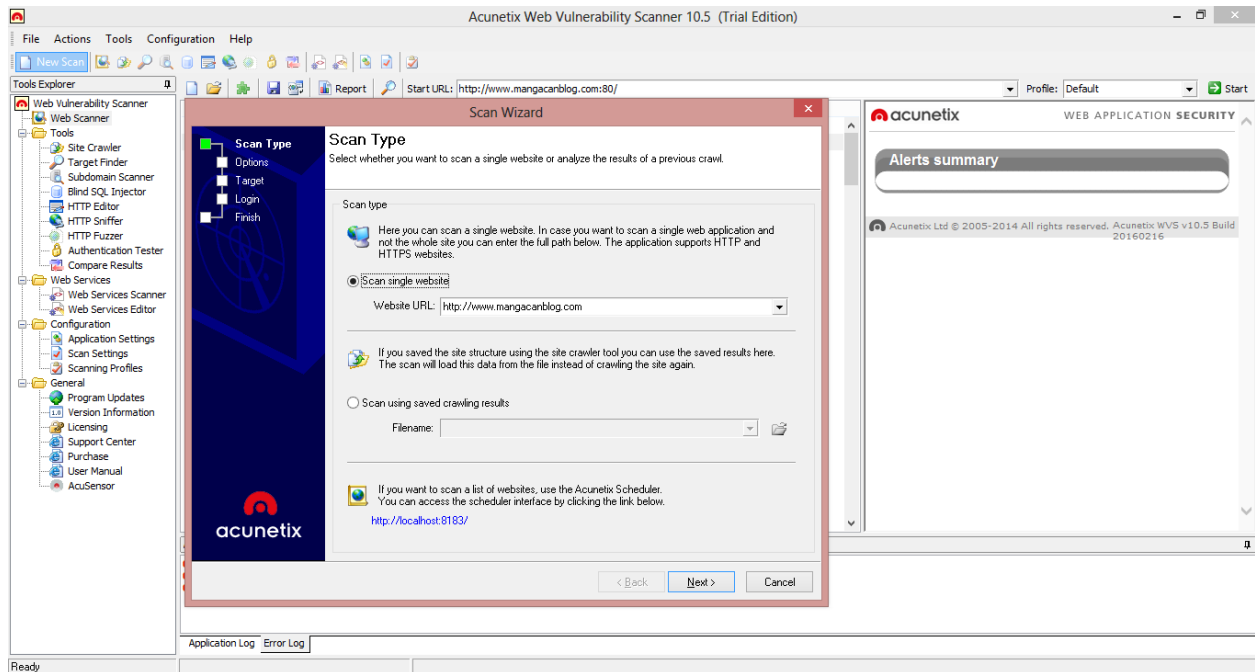 Acunetix Web Vulnerability Scanner 10.5 (Trial Edition)
File Actions Tools Configuration Help
New Scan
Tools Explorer
Report
Start URL: http://www.mangacanblog.com:80/
Profile: Default
Start
Web Vulnerability Scanner
Web Scanner
Tools
Site Crawler
Target Finder
Subdomain Scanner
Blind SQL Injector
HTTP Editor
HTTP Sniffer
HTTP Fuzzer
Authentication Tester
Compare Results
Web Services
Web Services Scanner
Web Services Editor
Configuration
Application Settings
Scan Settings
Scanning Profiles
General
Program Updates
Version Information
Licensing
Support Center
Purchase
User Manual
AcuSensor
Scan Wizard
Scan Type
Options
Target
Login
Finish
acunetix
Scan Type
Select whether you want to scan a single website or analyze the results of a previous crawl.
Scan type
Here you can scan a single website. In case you want to scan a single web application and
not the whole site you can enter the full path below. The application supports HTTP and
HTTPS websites.
Scan single website
Website URL: http://www.mangacanblog.com
If you saved the site structure using the site crawler tool you can use the saved results here.
The scan will load this data from the file instead of crawling the site again.
Scan using saved crawling results
Filename:
If you want to scan a list of websites, use the Acunetix Scheduler.
You can access the scheduler interface by clicking the link below.
http://localhost:8183/
< Back
Next >
Cancel
acunetix WEB APPLICATION SECURITY
Alerts summary
Acunetix Ltd © 2005-2014 All rights reserved. Acunetix WVS v10.5 Build
20160216
Application Log Error Log
Ready